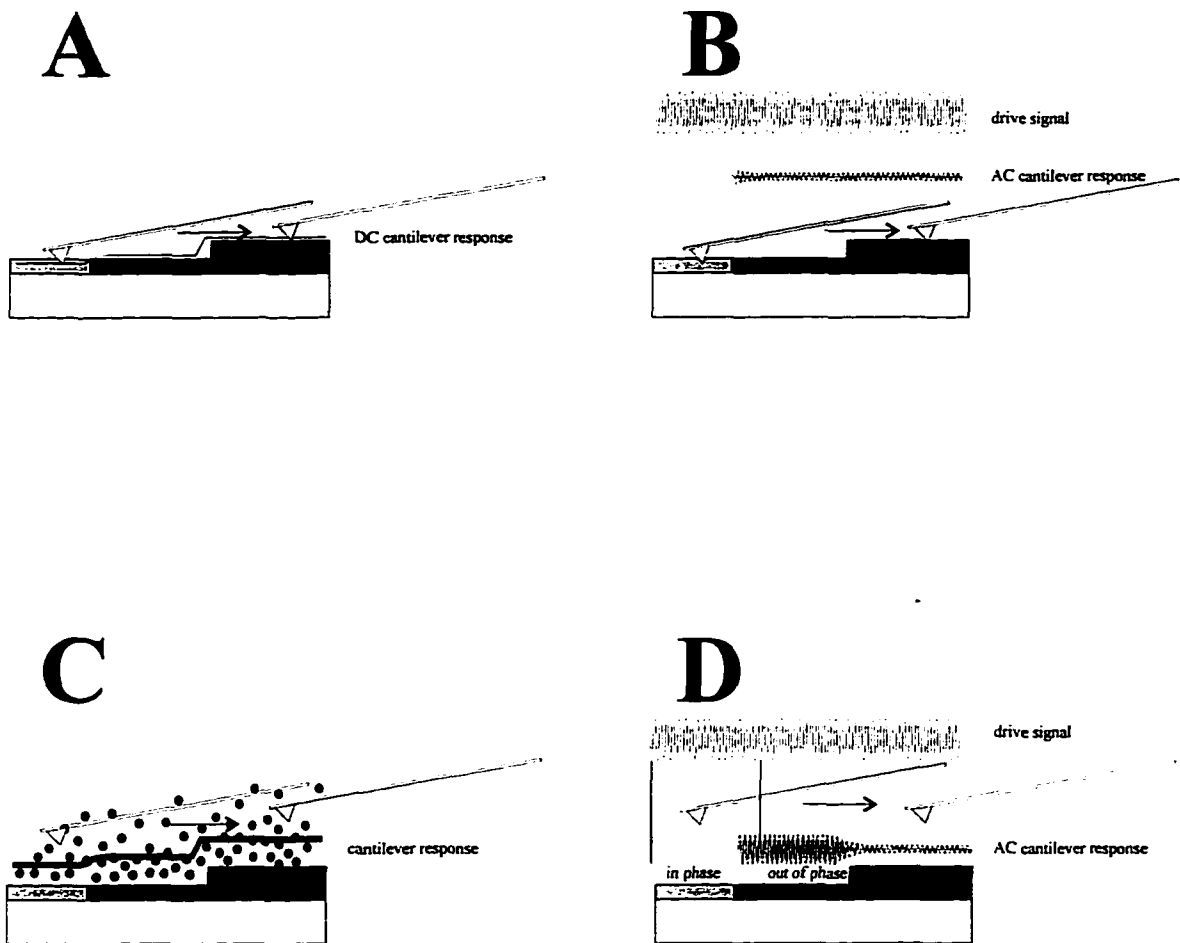 A
B
drive signal
AC cantilever response
DC cantilever response
C
D
drive signal
cantilever response
AC cantilever response
in phase
out of phase